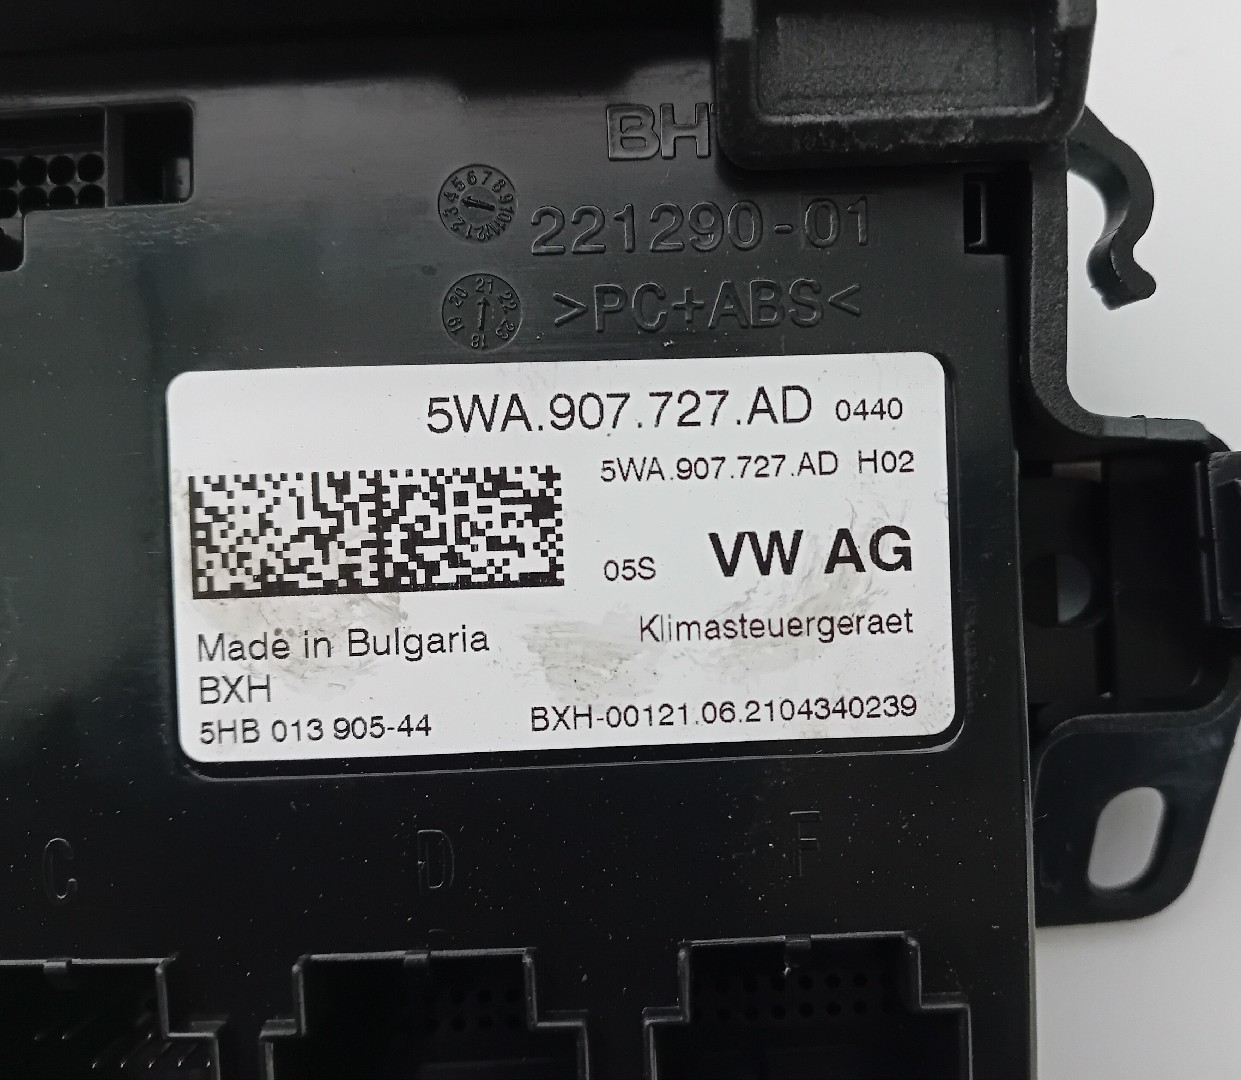 BH
221290-01
>PC+ABS<
5WA.907.727.AD 0440
5WA.907.727.AD H02
05S VW AG
Klimasteuergeraet
Made in Bulgaria
BXH
5HB 013 905-44 BXH-00121.06.2104340239
C D F